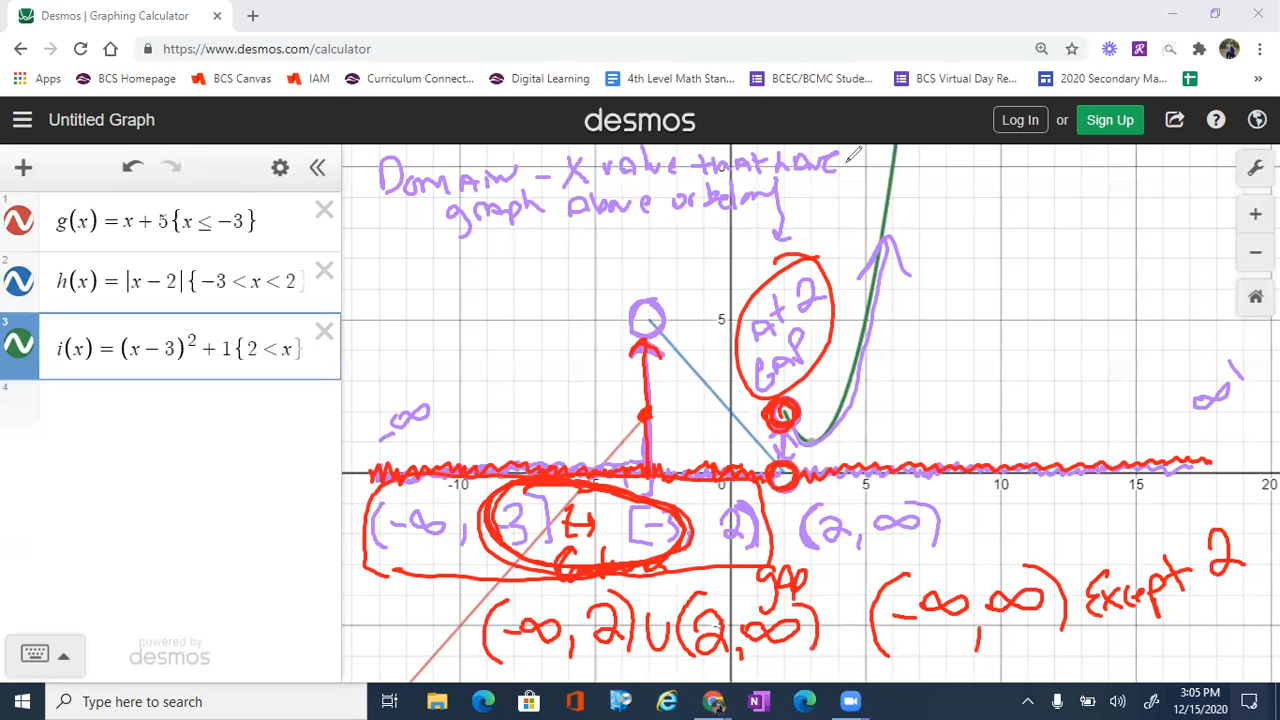 Desmos | Graphing Calculator
https://www.desmos.com/calculator
Apps BCS Homepage BCS Canvas IAM Curriculum Connect... Digital Learning 4th Level Math Stan... BCEC/BCMC Stude... BCS Virtual Day Re... 2020 Secondary Ma... »
Untitled Graph
desmos
Log In or Sign Up
1
g(x) = x + 5{x ≤ −3}
2
h(x) = |x − 2|{−3 < x < 2
3
i(x) = (x − 3)² + 1{2 < x}
4
powered by
desmos
Domain - X value that have
graph above or below
At 2
gap
5
-∞
∞
-10 0 5 10 15 20
(-∞, -3] ↔ [-3, 2) (2, ∞)
gap
(-∞, 2) ∪ (2, ∞)
(-∞, ∞) Except 2
Type here to search
3:05 PM
12/15/2020